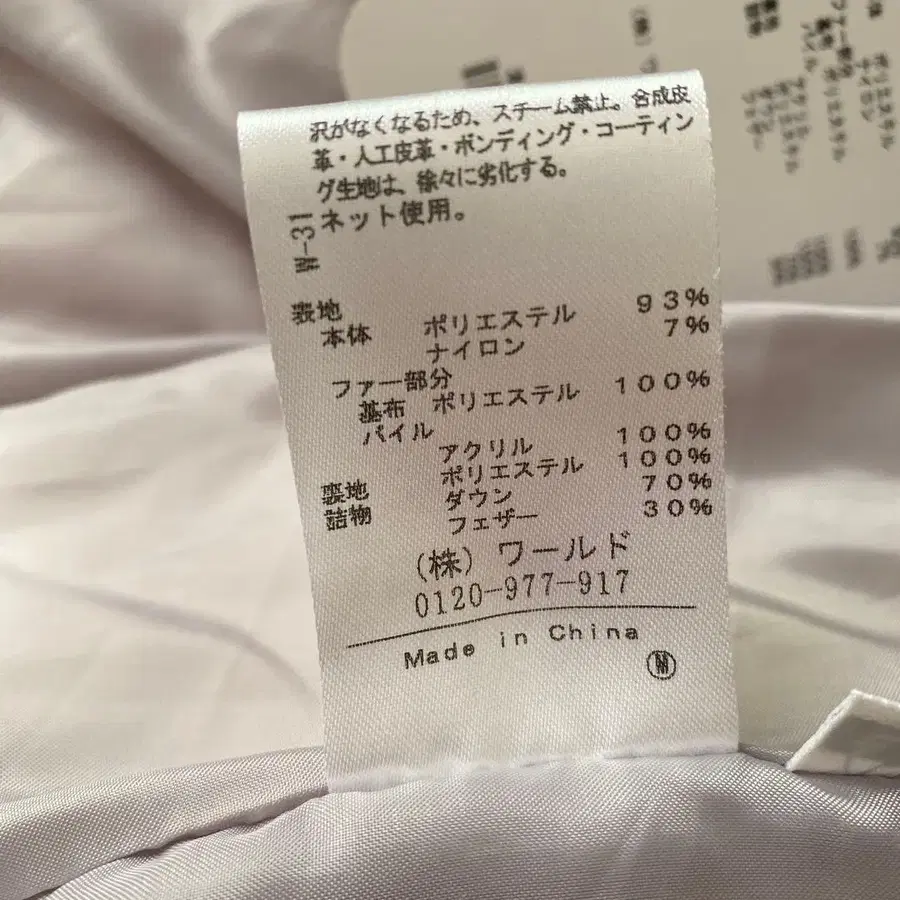 沢がなくなるため、スチーム禁止。合成皮
革・人工皮革・ボンディング・コーティン
グ生地は、徐々に劣化する。
ネット使用。
W-31
表地
本体 ポリエステル 93%
ナイロン 7%
ファー部分
基布 ポリエステル 100%
パイル
アクリル 100%
裏地 ポリエステル 100%
詰物 ダウン 70%
フェザー 30%
(株) ワールド
0120-977-917
Made in China
M